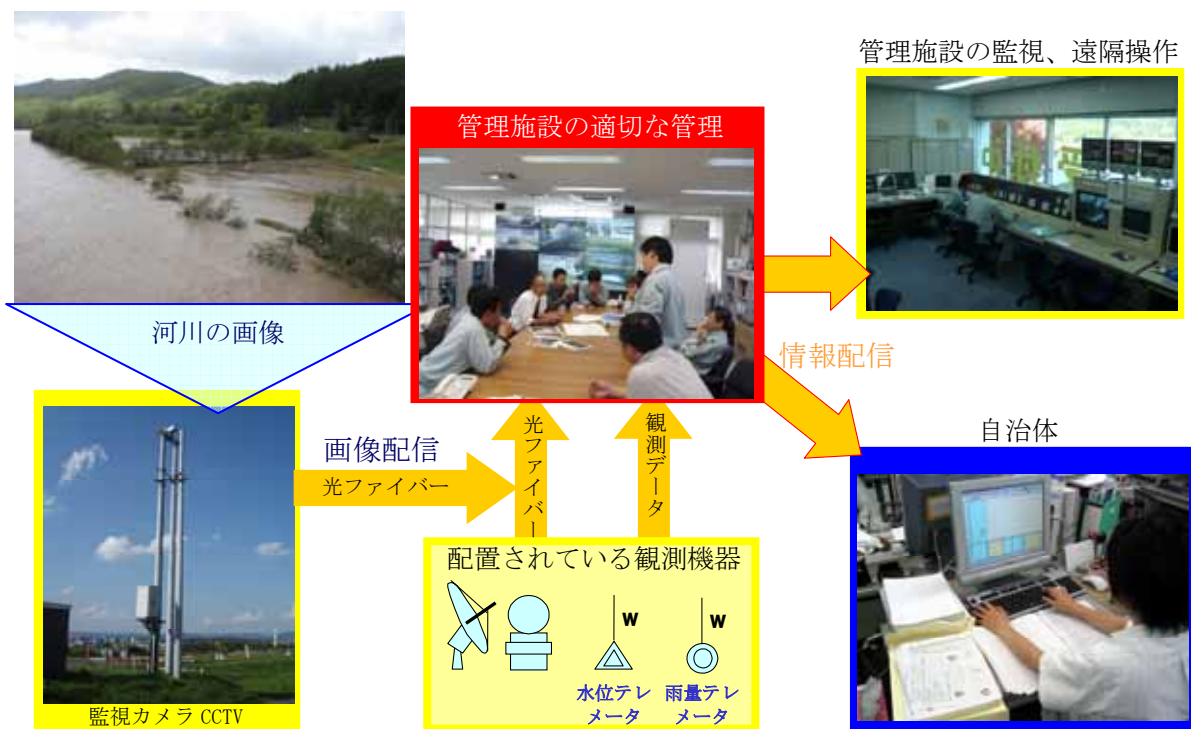 管理施設の監視、遠隔操作
管理施設の適切な管理
河川の画像
情報配信
自治体
画像配信
光ファイバー
光ファイバー
観測データ
配置されている観測機器
W
W
水位テレ
メータ
雨量テレ
メータ
監視カメラ CCTV